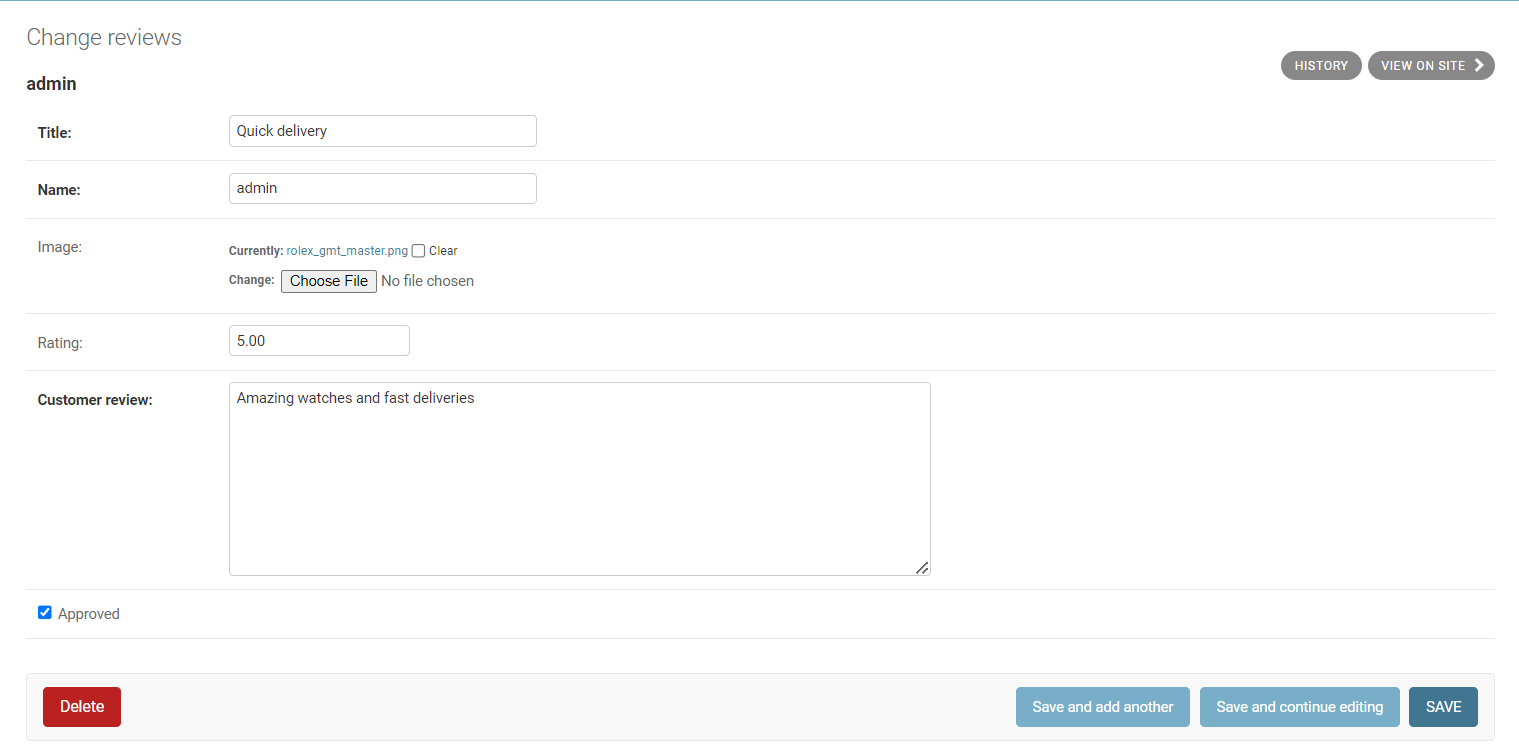 Change reviews
HISTORY
VIEW ON SITE
admin
Title:
Quick delivery
Name:
admin
Image:
Currently: rolex_gmt_master.png Clear
Change: Choose File No file chosen
Rating:
5.00
Customer review:
Amazing watches and fast deliveries
Approved
Delete
Save and add another
Save and continue editing
SAVE